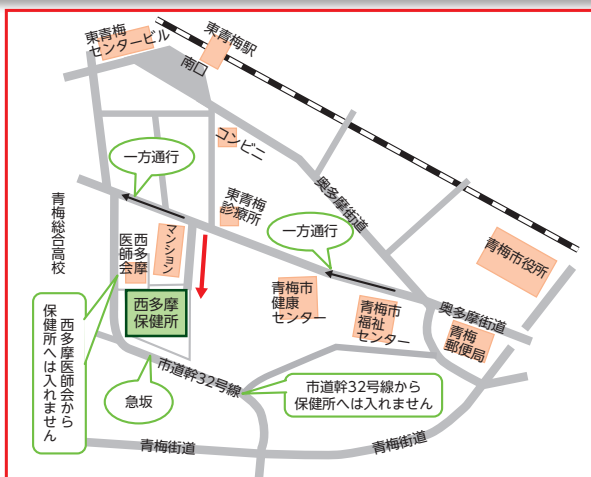 東青梅
センタービル
東青梅駅
南口
コンビニ
一方通行
奥多摩街道
東青梅
診療所
一方通行
青梅総合高校
マンション
西多摩
医師会
青梅市役所
西多摩
保健所
青梅市
健康
センター
青梅市
福祉
センター
奥多摩街道
青梅
郵便局
西多摩医師会から
保健所へは入れません
市道幹32号線
急坂
市道幹32号線から
保健所へは入れません
青梅街道
青梅街道